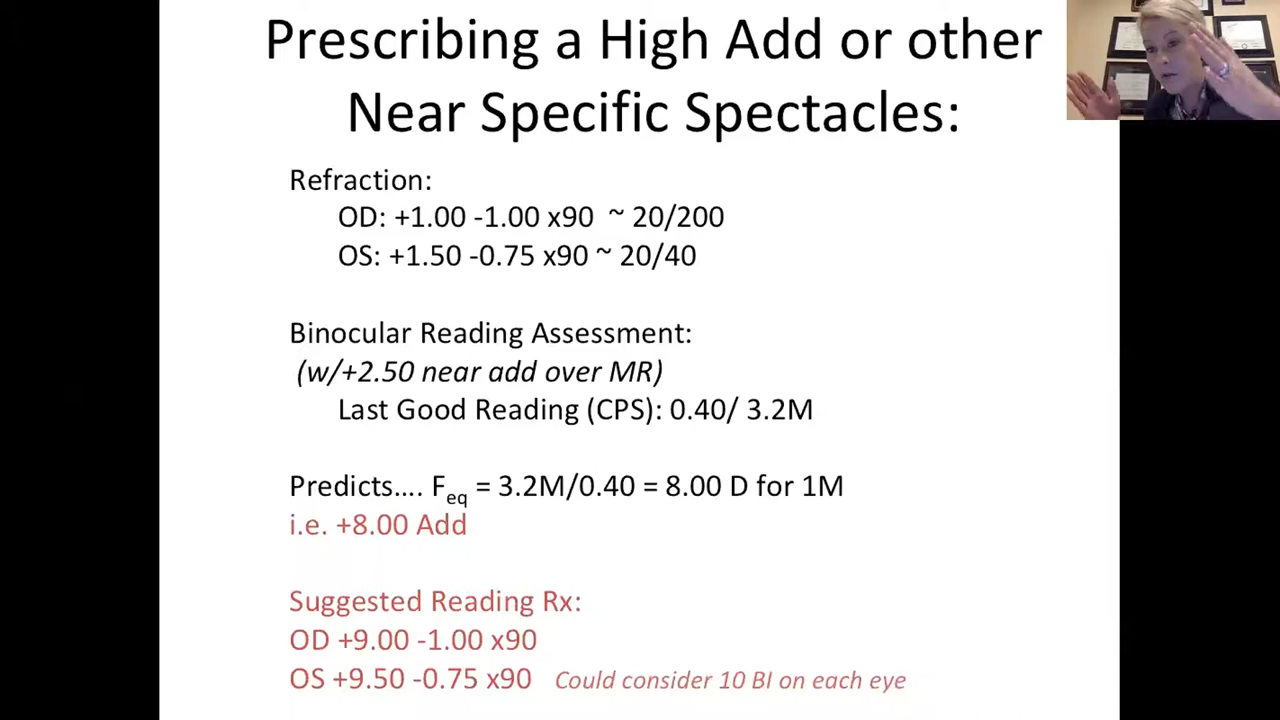 Prescribing a High Add or other
Near Specific Spectacles:
Refraction:
OD: +1.00 -1.00 x90 ~ 20/200
OS: +1.50 -0.75 x90 ~ 20/40
Binocular Reading Assessment:
(w/+2.50 near add over MR)
Last Good Reading (CPS): 0.40/ 3.2M
Predicts.... Feq = 3.2M/0.40 = 8.00 D for 1M
i.e. +8.00 Add
Suggested Reading Rx:
OD +9.00 -1.00 x90
OS +9.50 -0.75 x90 Could consider 10 BI on each eye